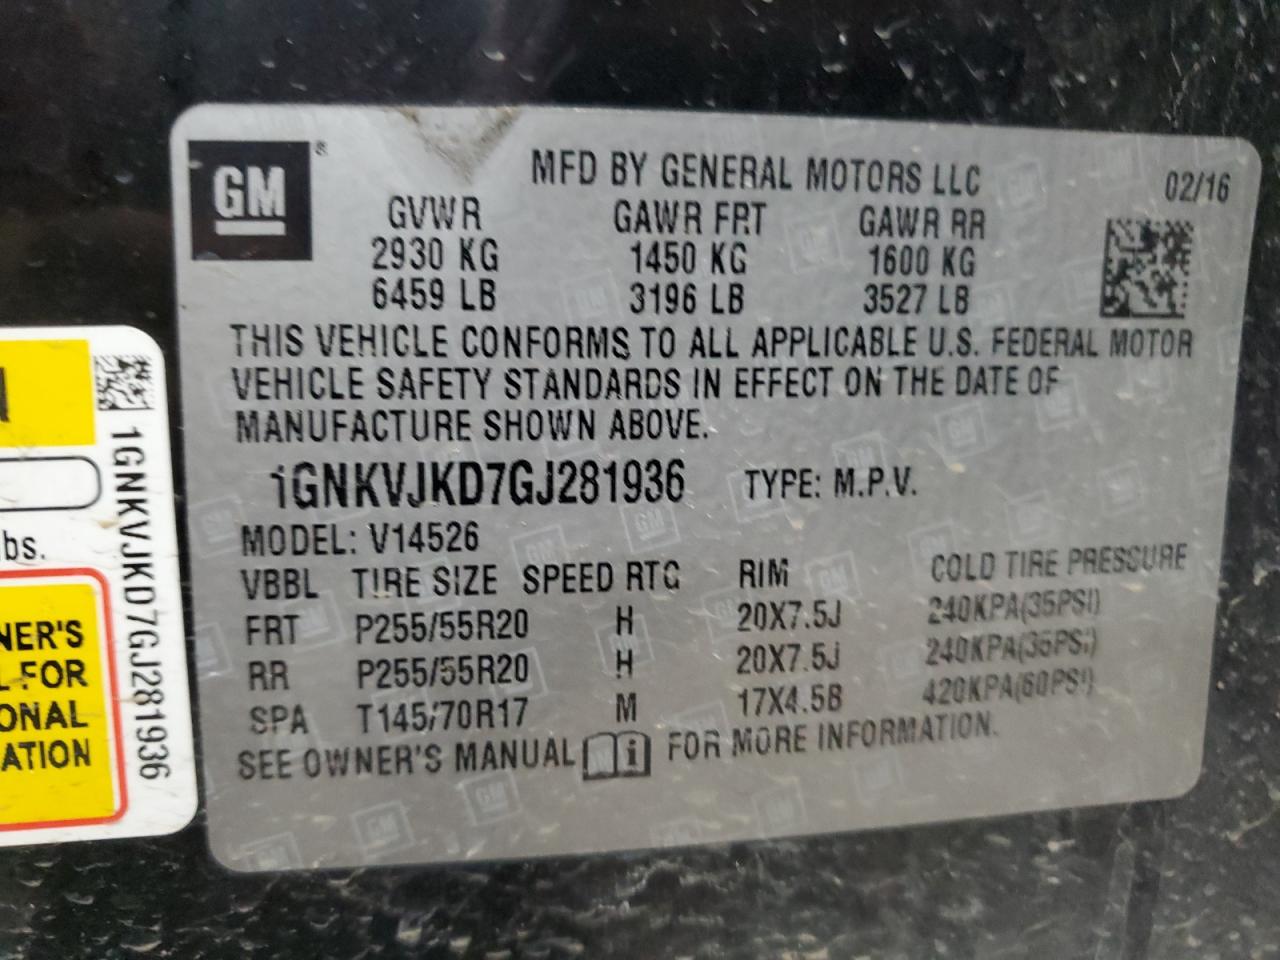 GM
MFD BY GENERAL MOTORS LLC
02/16
GVWR GAWR FRT GAWR RR
2930 KG 1450 KG 1600 KG
6459 LB 3196 LB 3527 LB
THIS VEHICLE CONFORMS TO ALL APPLICABLE U.S. FEDERAL MOTOR
VEHICLE SAFETY STANDARDS IN EFFECT ON THE DATE OF
MANUFACTURE SHOWN ABOVE.
1GNKVJKD7GJ281936 TYPE: M.P.V.
MODEL: V14526
VBBL TIRE SIZE SPEED RTG RIM COLD TIRE PRESSURE
FRT P255/55R20 H 20X7.5J 240KPA(35PSI)
RR P255/55R20 H 20X7.5J 240KPA(35PSI)
SPA T145/70R17 M 17X4.5B 420KPA(60PSI)
SEE OWNER'S MANUAL i FOR MORE INFORMATION.
1GNKVJKD7GJ281936
bs.
NER'S
L FOR
ONAL
ATION